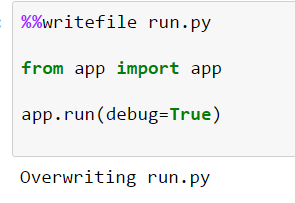 %%writefile run.py
from app import app
app.run(debug=True)
Overwriting run.py